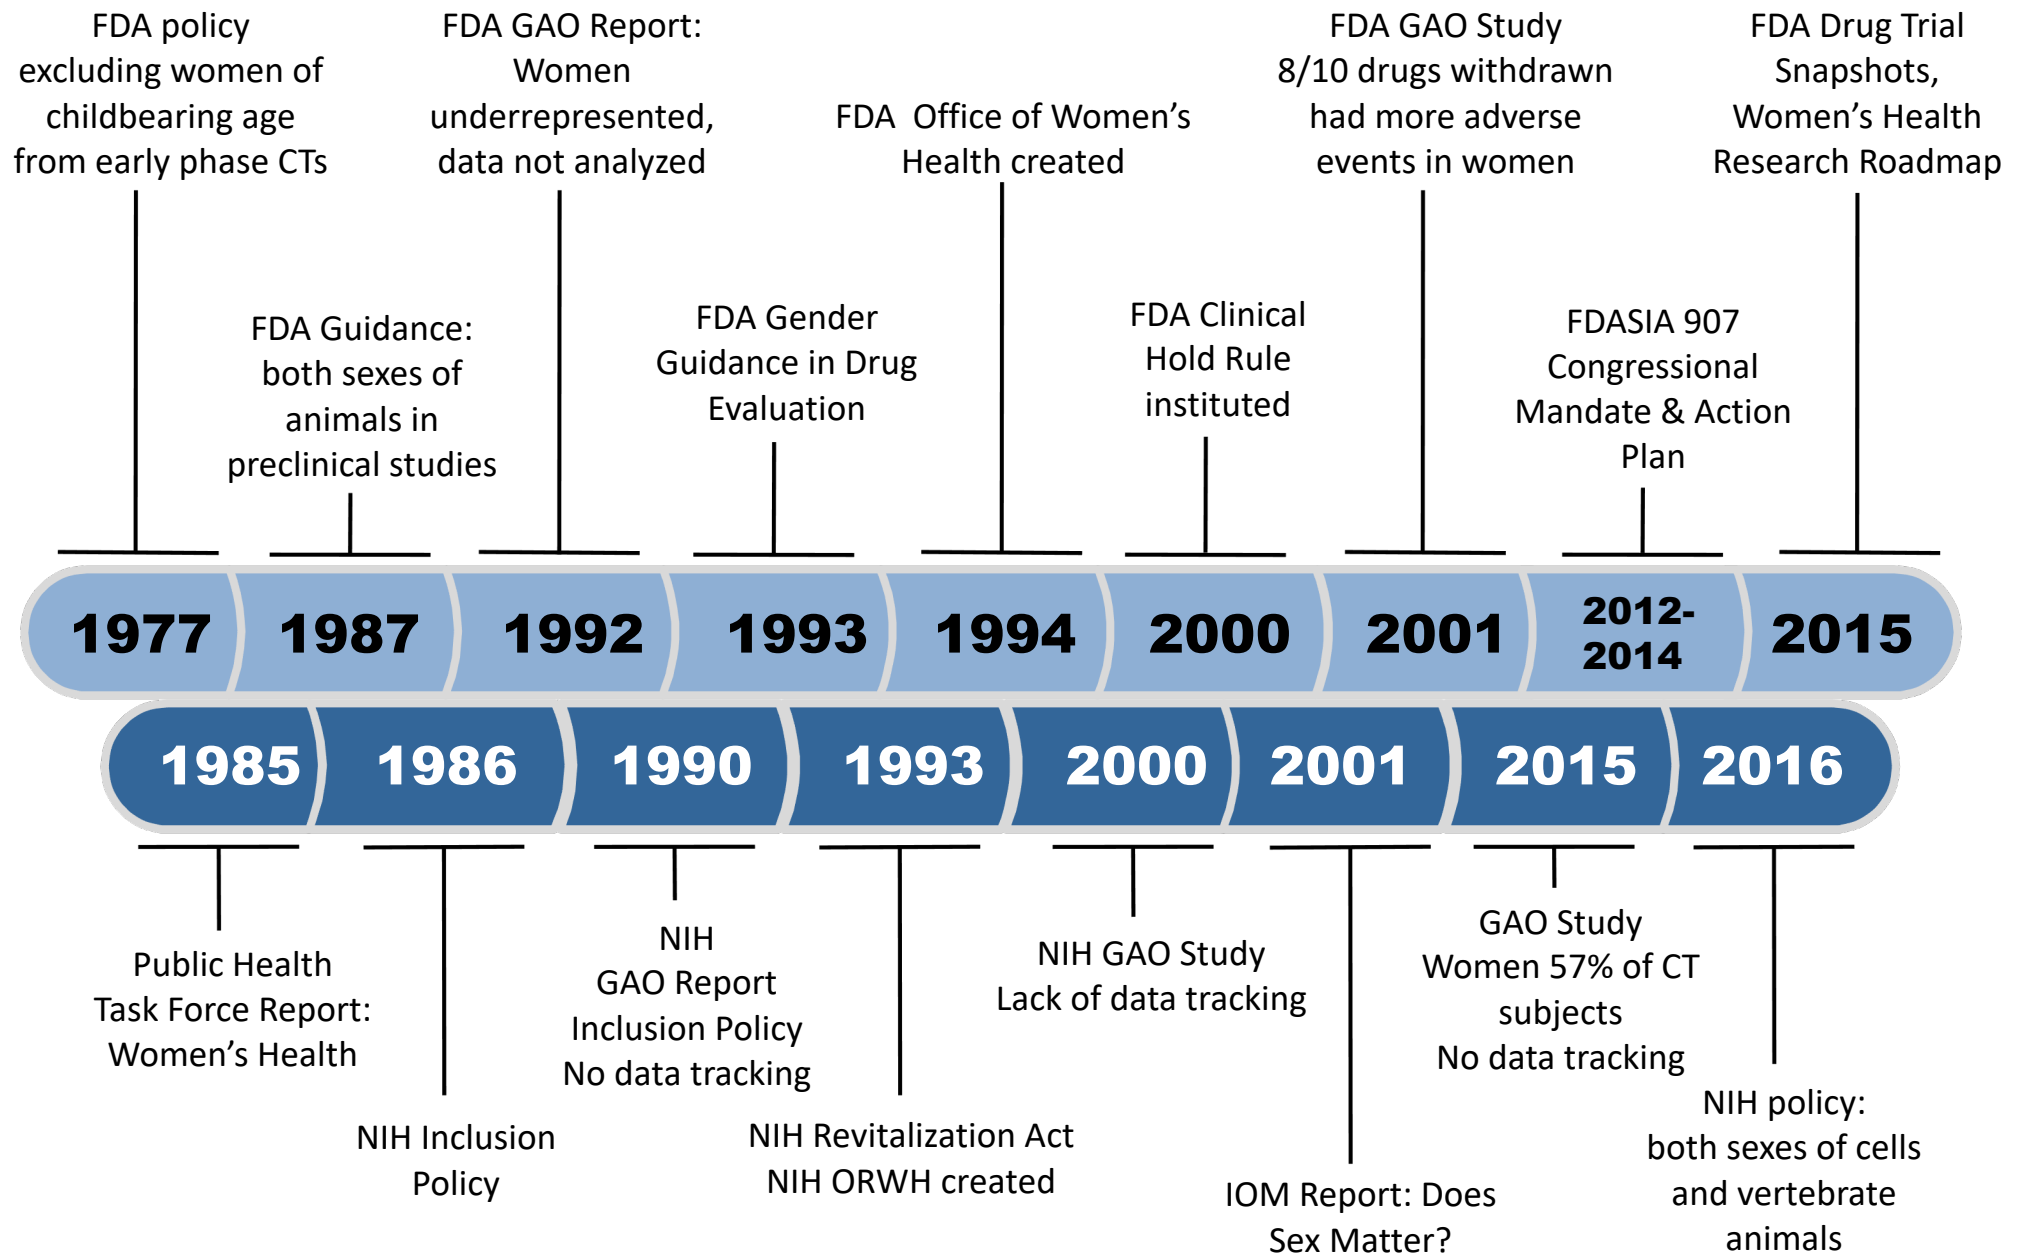 FDA policy
excluding women of
childbearing age
from early phase CTs
FDA GAO Report:
Women
underrepresented,
data not analyzed
FDA Office of Women's
Health created
FDA GAO Study
8/10 drugs withdrawn
had more adverse
events in women
FDA Drug Trial
Snapshots,
Women's Health
Research Roadmap
FDA Guidance:
both sexes of
animals in
preclinical studies
FDA Gender
Guidance in Drug
Evaluation
FDA Clinical
Hold Rule
instituted
FDASIA 907
Congressional
Mandate & Action
Plan
1977
1987
1992
1993
1994
2000
2001
2012-
2014
2015
1985
1986
1990
1993
2000
2001
2015
2016
Public Health
Task Force Report:
Women's Health
NIH Inclusion
Policy
NIH
GAO Report
Inclusion Policy
No data tracking
NIH Revitalization Act
NIH ORWH created
NIH GAO Study
Lack of data tracking
IOM Report: Does
Sex Matter?
GAO Study
Women 57% of CT
subjects
No data tracking
NIH policy:
both sexes of cells
and vertebrate
animals